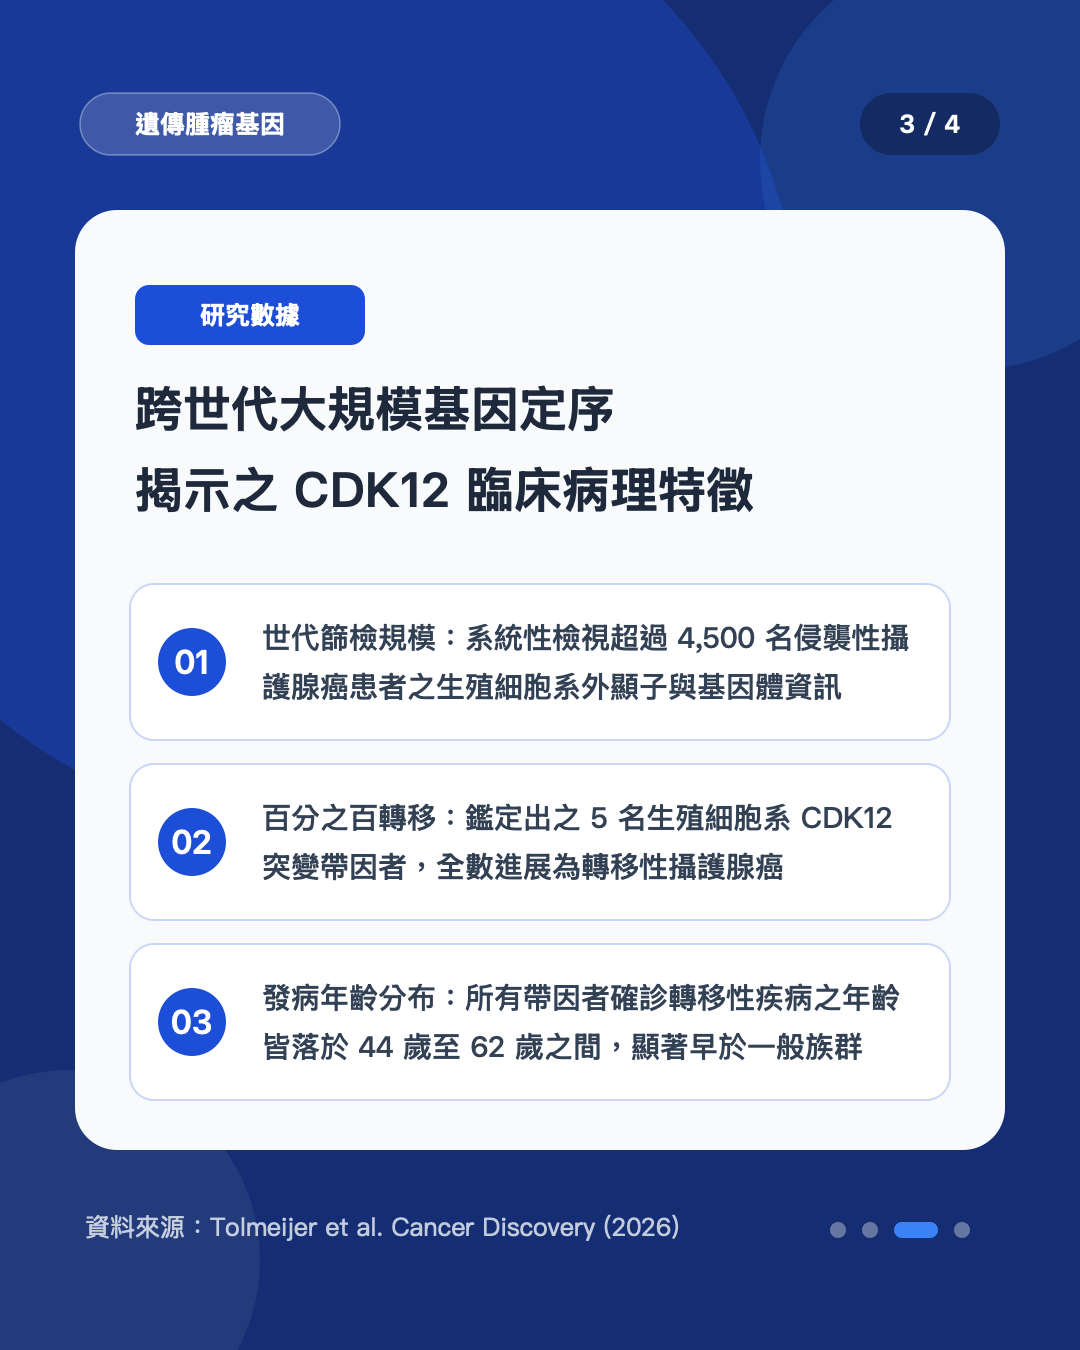 遺傳腫瘤基因
3 / 4
研究數據
跨世代大規模基因定序
揭示之 CDK12 臨床病理特徵
01
世代篩檢規模：系統性檢視超過 4,500 名侵襲性攝
護腺癌患者之生殖細胞系外顯子與基因體資訊
02
百分之百轉移：鑑定出之 5 名生殖細胞系 CDK12
突變帶因者，全數進展為轉移性攝護腺癌
03
發病年齡分布：所有帶因者確診轉移性疾病之年齡
皆落於 44 歲至 62 歲之間，顯著早於一般族群
資料來源：Tolmeijer et al. Cancer Discovery (2026)